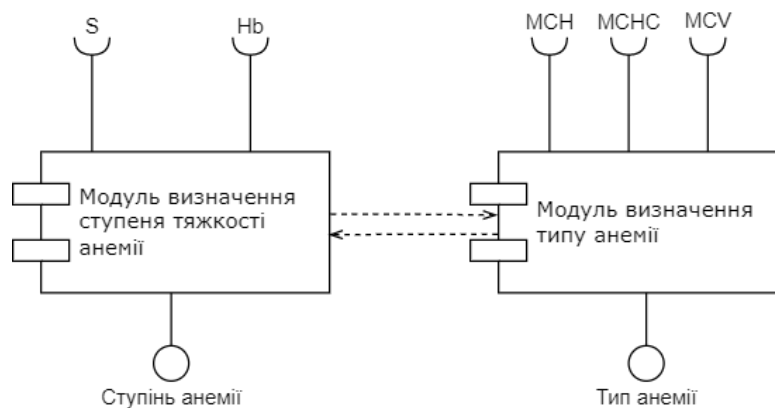 S
Hb
MCH
MCHC
MCV
Модуль визначення
ступеня тяжкості
анемії
Модуль визначення
типу анемії
Ступінь анемії
Тип анемії